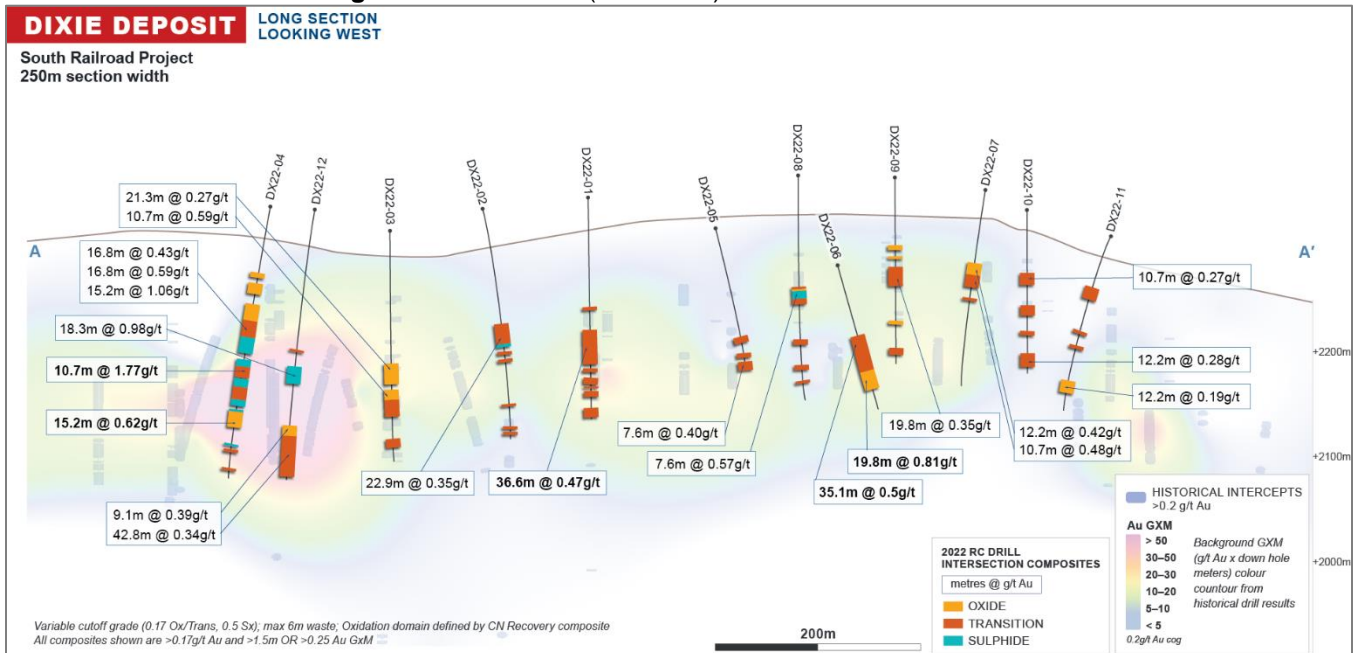 DIXIE DEPOSIT
LONG SECTION
LOOKING WEST
South Railroad Project
250m section width
DX22-04
DX22-12
DX22-03
DX22-02
DX22-01
DX22-05
DX22-08
DX22-06
DX22-09
DX22-07
DX22-10
DX22-11
A
A'
21.3m @ 0.27g/t
10.7m @ 0.59g/t
16.8m @ 0.43g/t
16.8m @ 0.59g/t
15.2m @ 1.06g/t
18.3m @ 0.98g/t
10.7m @ 1.77g/t
15.2m @ 0.62g/t
9.1m @ 0.39g/t
42.8m @ 0.34g/t
22.9m @ 0.35g/t
36.6m @ 0.47g/t
7.6m @ 0.40g/t
7.6m @ 0.57g/t
35.1m @ 0.5g/t
19.8m @ 0.81g/t
19.8m @ 0.35g/t
12.2m @ 0.42g/t
10.7m @ 0.48g/t
10.7m @ 0.27g/t
12.2m @ 0.28g/t
12.2m @ 0.19g/t
+2200m
+2100m
+2000m
2022 RC DRILL
INTERSECTION COMPOSITES
metres @ g/t Au
OXIDE
TRANSITION
SULPHIDE
HISTORICAL INTERCEPTS
>0.2 g/t Au
Au GXM
> 50
30–50
20–30
10–20
5–10
< 5
0.2g/t Au cog
Background GXM
(g/t Au x down hole
meters) colour
countour from
historical drill results
200m
Variable cutoff grade (0.17 Ox/Trans, 0.5 Sx); max 6m waste; Oxidation domain defined by CN Recovery composite
All composites shown are >0.17g/t Au and >1.5m OR >0.25 Au GxM